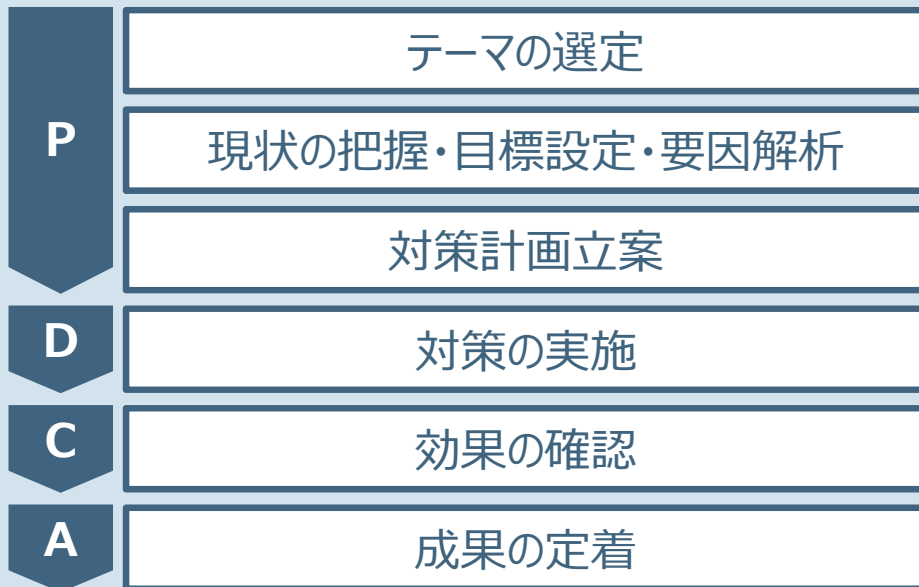 テーマの選定
P
現状の把握・目標設定・要因解析
対策計画立案
D
対策の実施
C
効果の確認
A
成果の定着